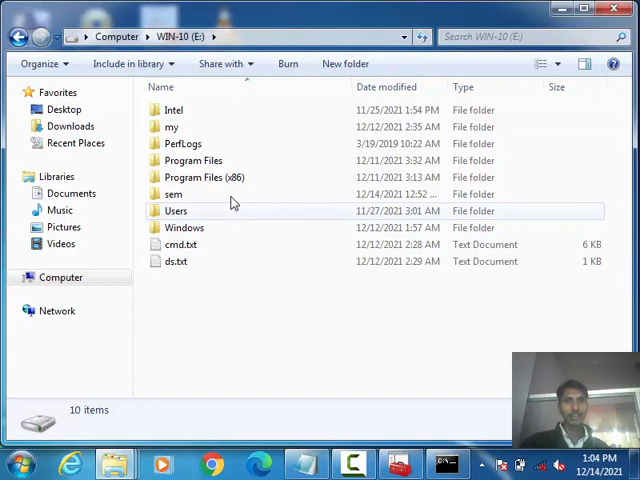 Computer ▸ WIN-10 (E:) ▸ Search WIN-10 (E:)
Organize Include in library Share with Burn New folder
Favorites
Desktop
Downloads
Recent Places
Libraries
Documents
Music
Pictures
Videos
Computer
Network
Name Date modified Type Size
Intel 11/25/2021 1:54 PM File folder
my 12/12/2021 2:35 AM File folder
PerfLogs 3/19/2019 10:22 AM File folder
Program Files 12/11/2021 3:32 AM File folder
Program Files (x86) 12/11/2021 3:13 AM File folder
sem 12/14/2021 12:52 ... File folder
Users 11/27/2021 3:01 AM File folder
Windows 12/12/2021 1:57 AM File folder
cmd.txt 12/12/2021 2:28 AM Text Document 6 KB
ds.txt 12/12/2021 2:29 AM Text Document 1 KB
10 items
1:04 PM
12/14/2021